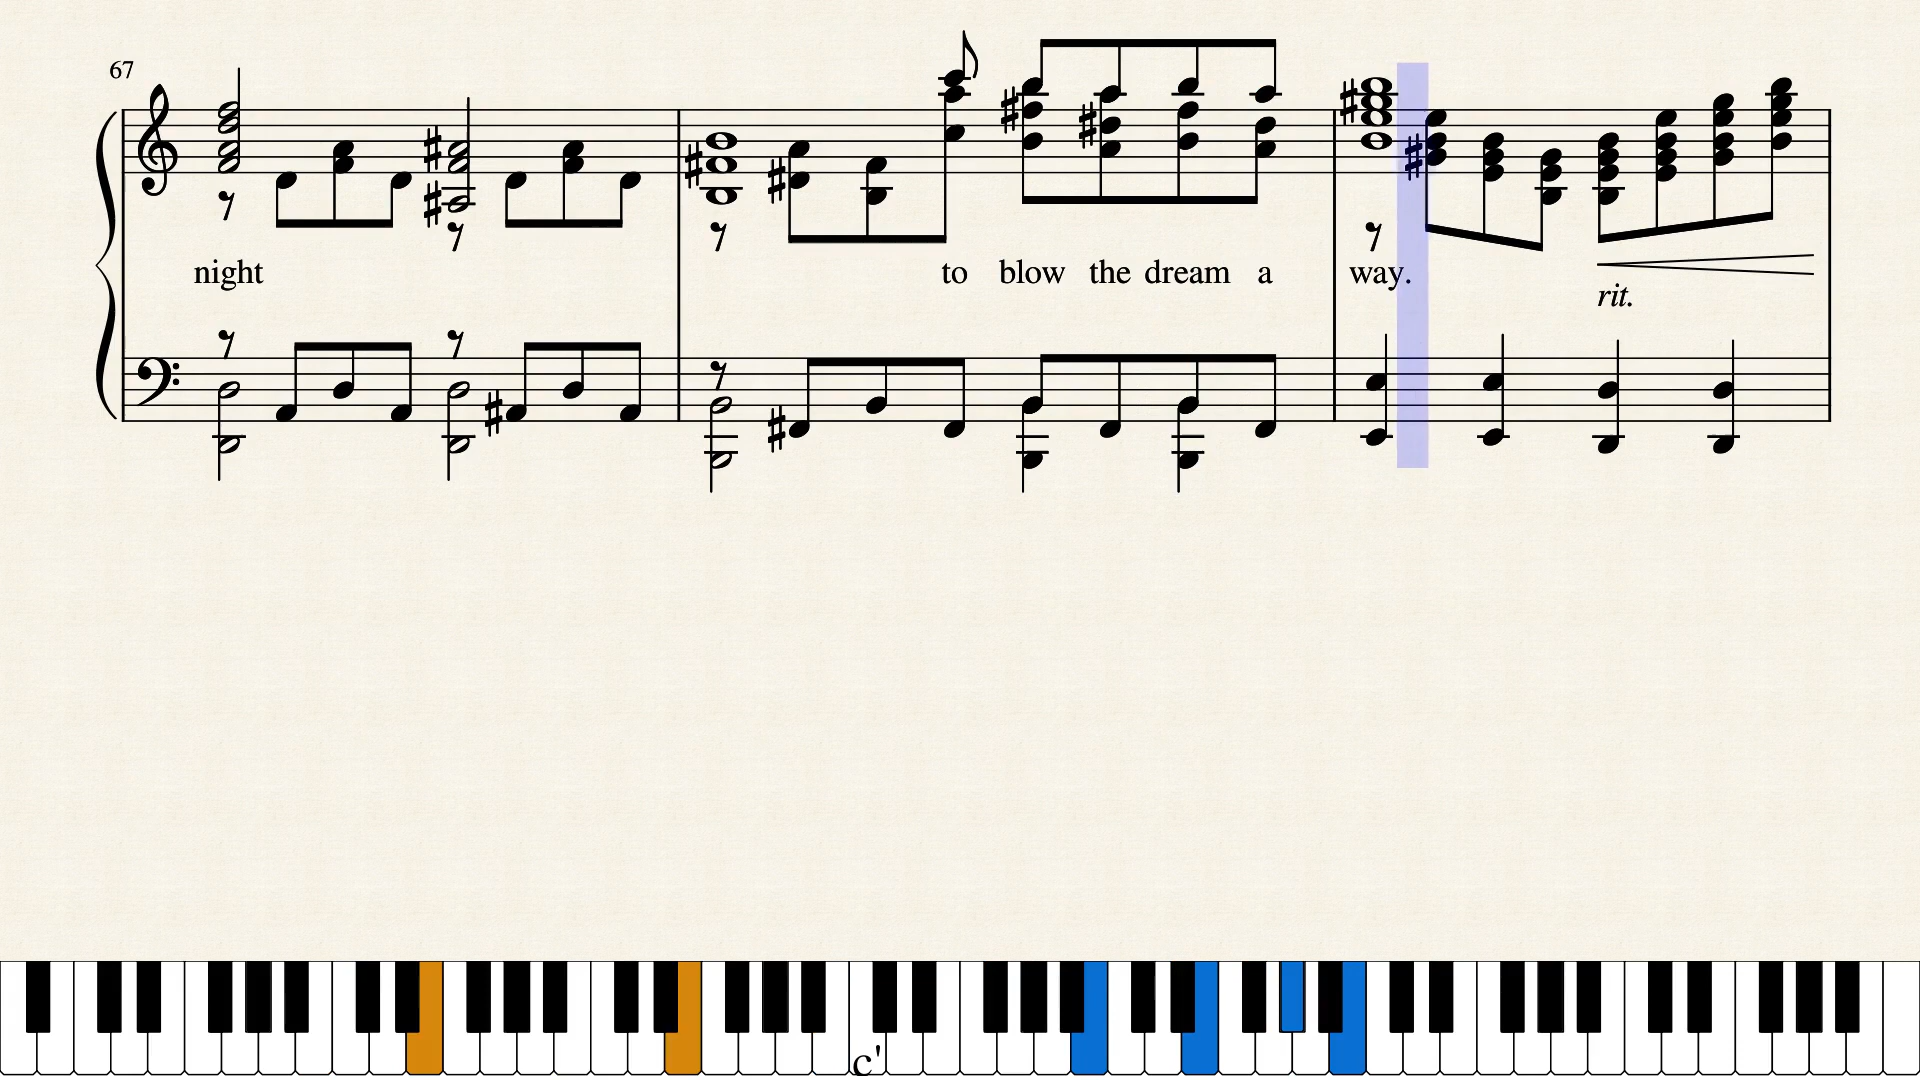 67
night to blow the dream a way.
rit.
c'